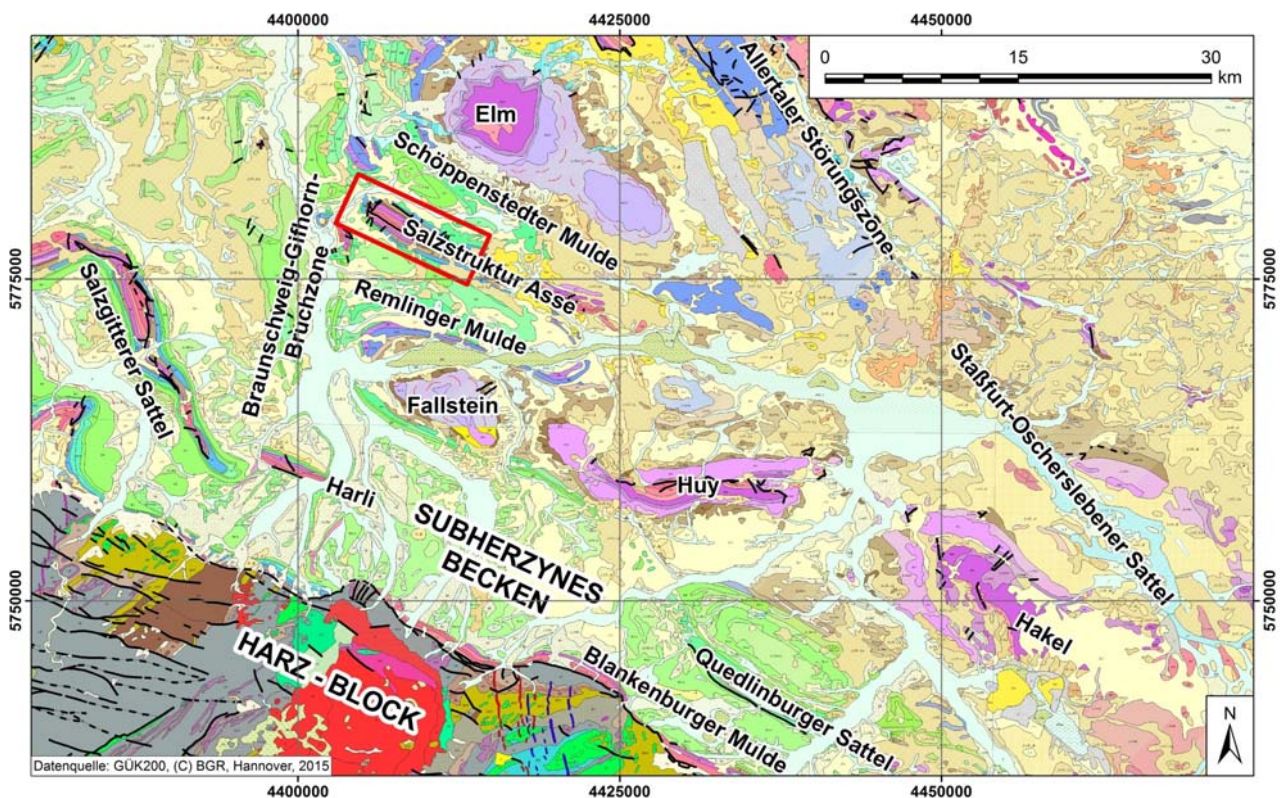 4400000
4425000
4450000
0
15
30
km
Elm
Allertaler Störungszone
Schöppenstedter Mulde
Braunschweig-Gifhorn-
Bruchzone
Salzstruktur Asse
5775000
5775000
Salzgitterer Sattel
Remlinger Mulde
Fallstein
Staßfurt-Oscherslebener Sattel
Harli
Huy
SUBHERZYNES
BECKEN
5750000
5750000
Hakel
HARZ - BLOCK
Blankenburger Mulde
Quedlinburger Sattel
N
Datenquelle: GÜK200, (C) BGR, Hannover, 2015
4400000
4425000
4450000